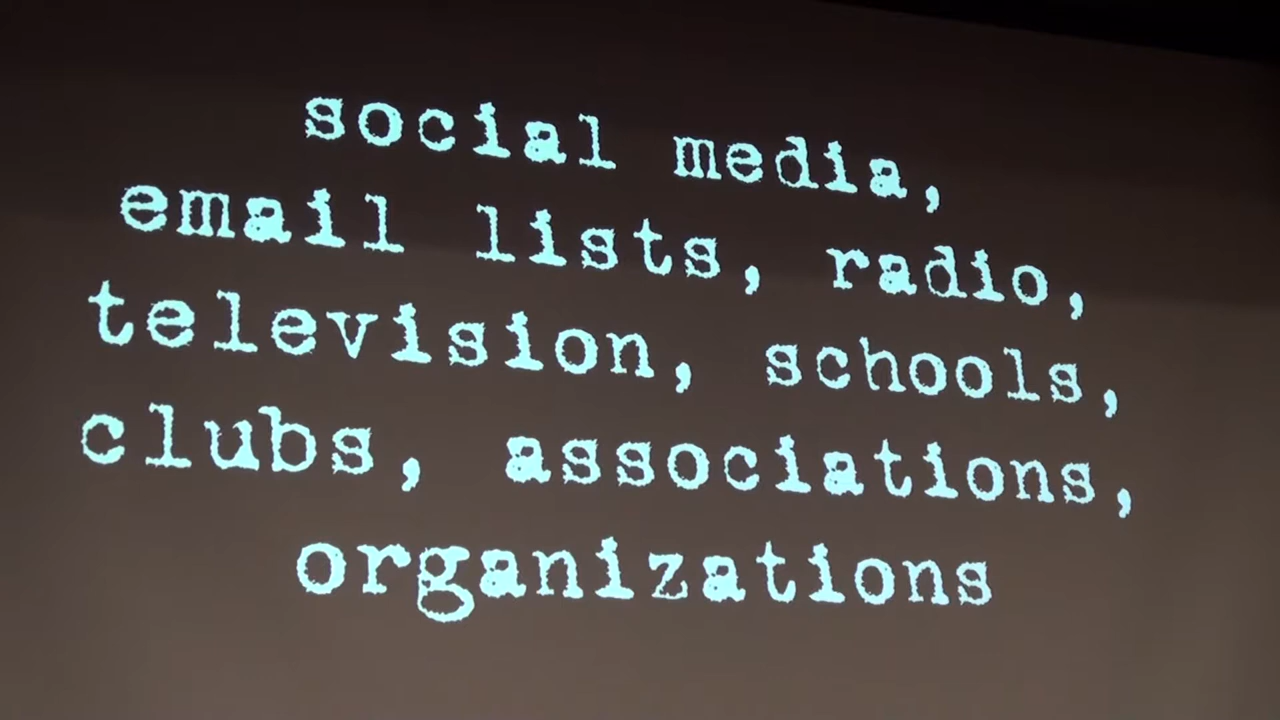 social media,
email lists, radio,
television, schools,
clubs, associations,
organizations